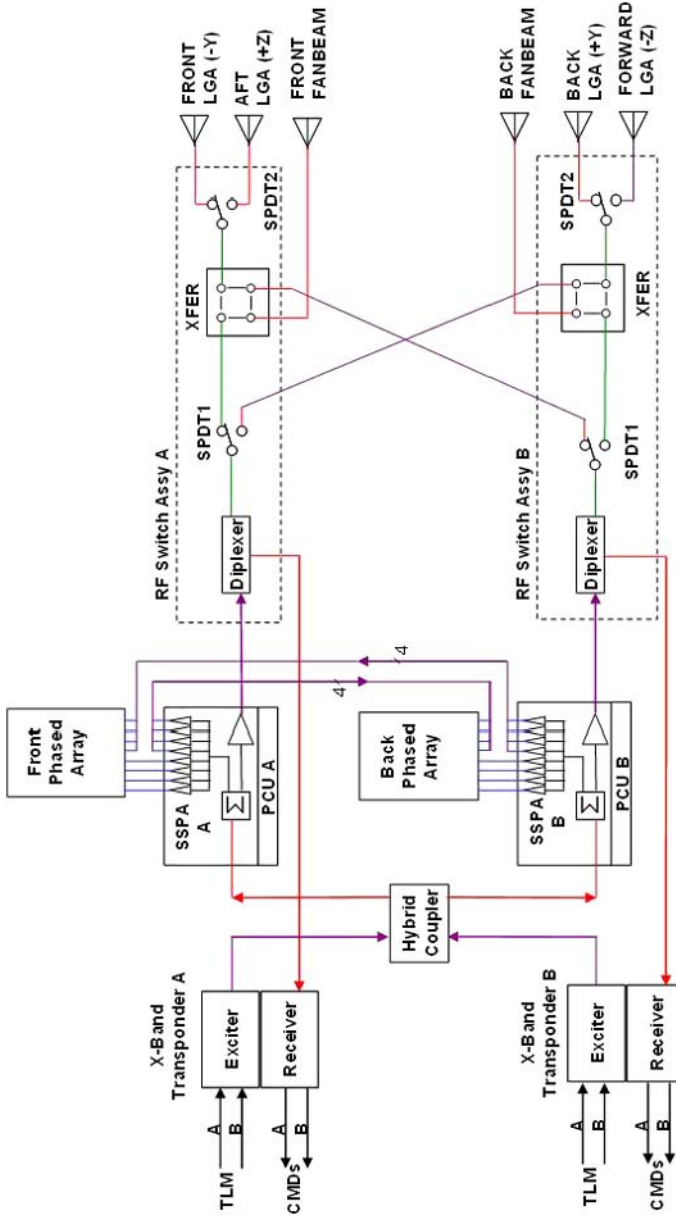 FRONT
LGA (-Y)
AFT
LGA (+Z)
FRONT
FANBEAM
BACK
FANBEAM
BACK
LGA (+Y)
FORWARD
LGA (-Z)
SPDT2
XFER
SPDT1
RF Switch Assy A
Diplexer
SPDT2
XFER
SPDT1
RF Switch Assy B
Diplexer
4
4
Front
Phased
Array
SSPA
A
Σ
PCU A
Back
Phased
Array
SSPA
B
Σ
PCU B
Hybrid
Coupler
X-Band
Transponder A
Exciter
Receiver
A
B
TLM
A
B
CMDs
X-Band
Transponder B
Exciter
Receiver
A
B
TLM
A
B
CMDs